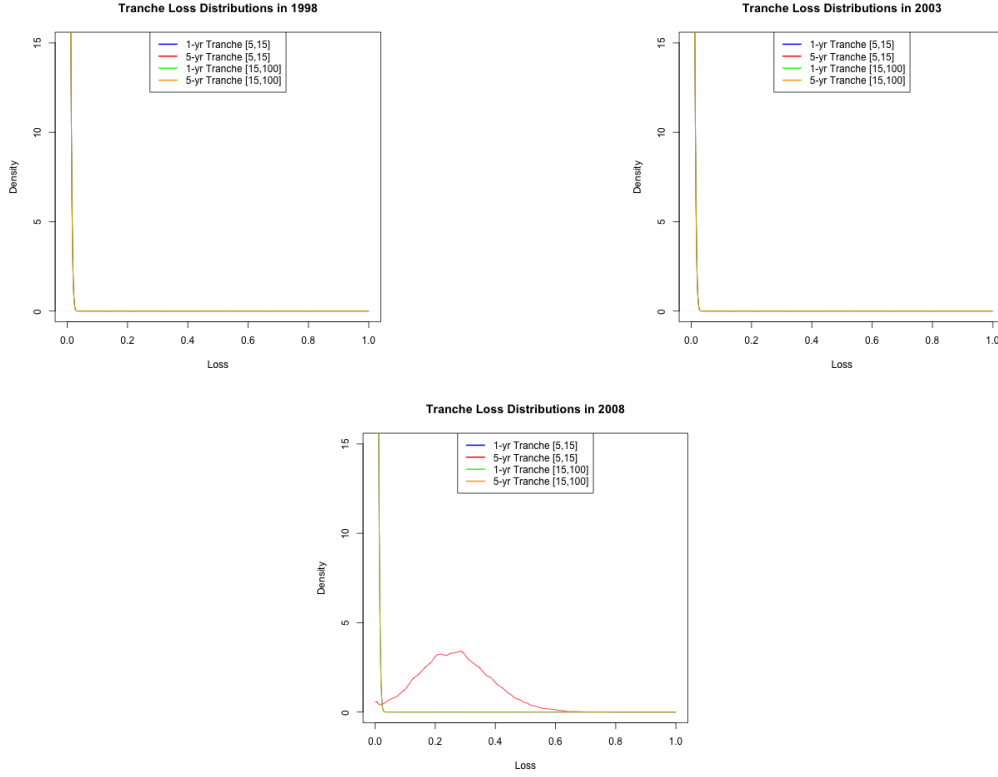 Tranche Loss Distributions in 1998
15
10
5
0
Density
1-yr Tranche [5,15]
5-yr Tranche [5,15]
1-yr Tranche [15,100]
5-yr Tranche [15,100]
0.0 0.2 0.4 0.6 0.8 1.0
Loss
Tranche Loss Distributions in 2003
15
10
5
0
Density
1-yr Tranche [5,15]
5-yr Tranche [5,15]
1-yr Tranche [15,100]
5-yr Tranche [15,100]
0.0 0.2 0.4 0.6 0.8 1.0
Loss
Tranche Loss Distributions in 2008
15
10
5
0
Density
1-yr Tranche [5,15]
5-yr Tranche [5,15]
1-yr Tranche [15,100]
5-yr Tranche [15,100]
0.0 0.2 0.4 0.6 0.8 1.0
Loss